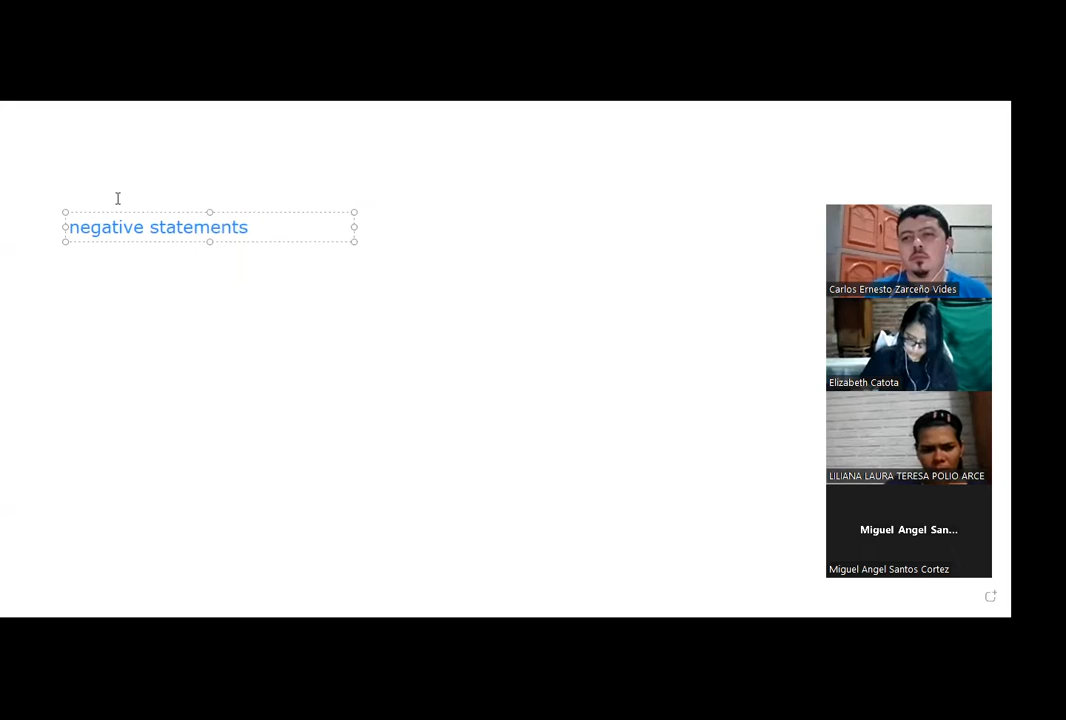 negative statements
Carlos Ernesto Zarceño Vides
Elizabeth Catota
LILIANA LAURA TERESA POLIO ARCE
Miguel Angel San...
Miguel Angel Santos Cortez